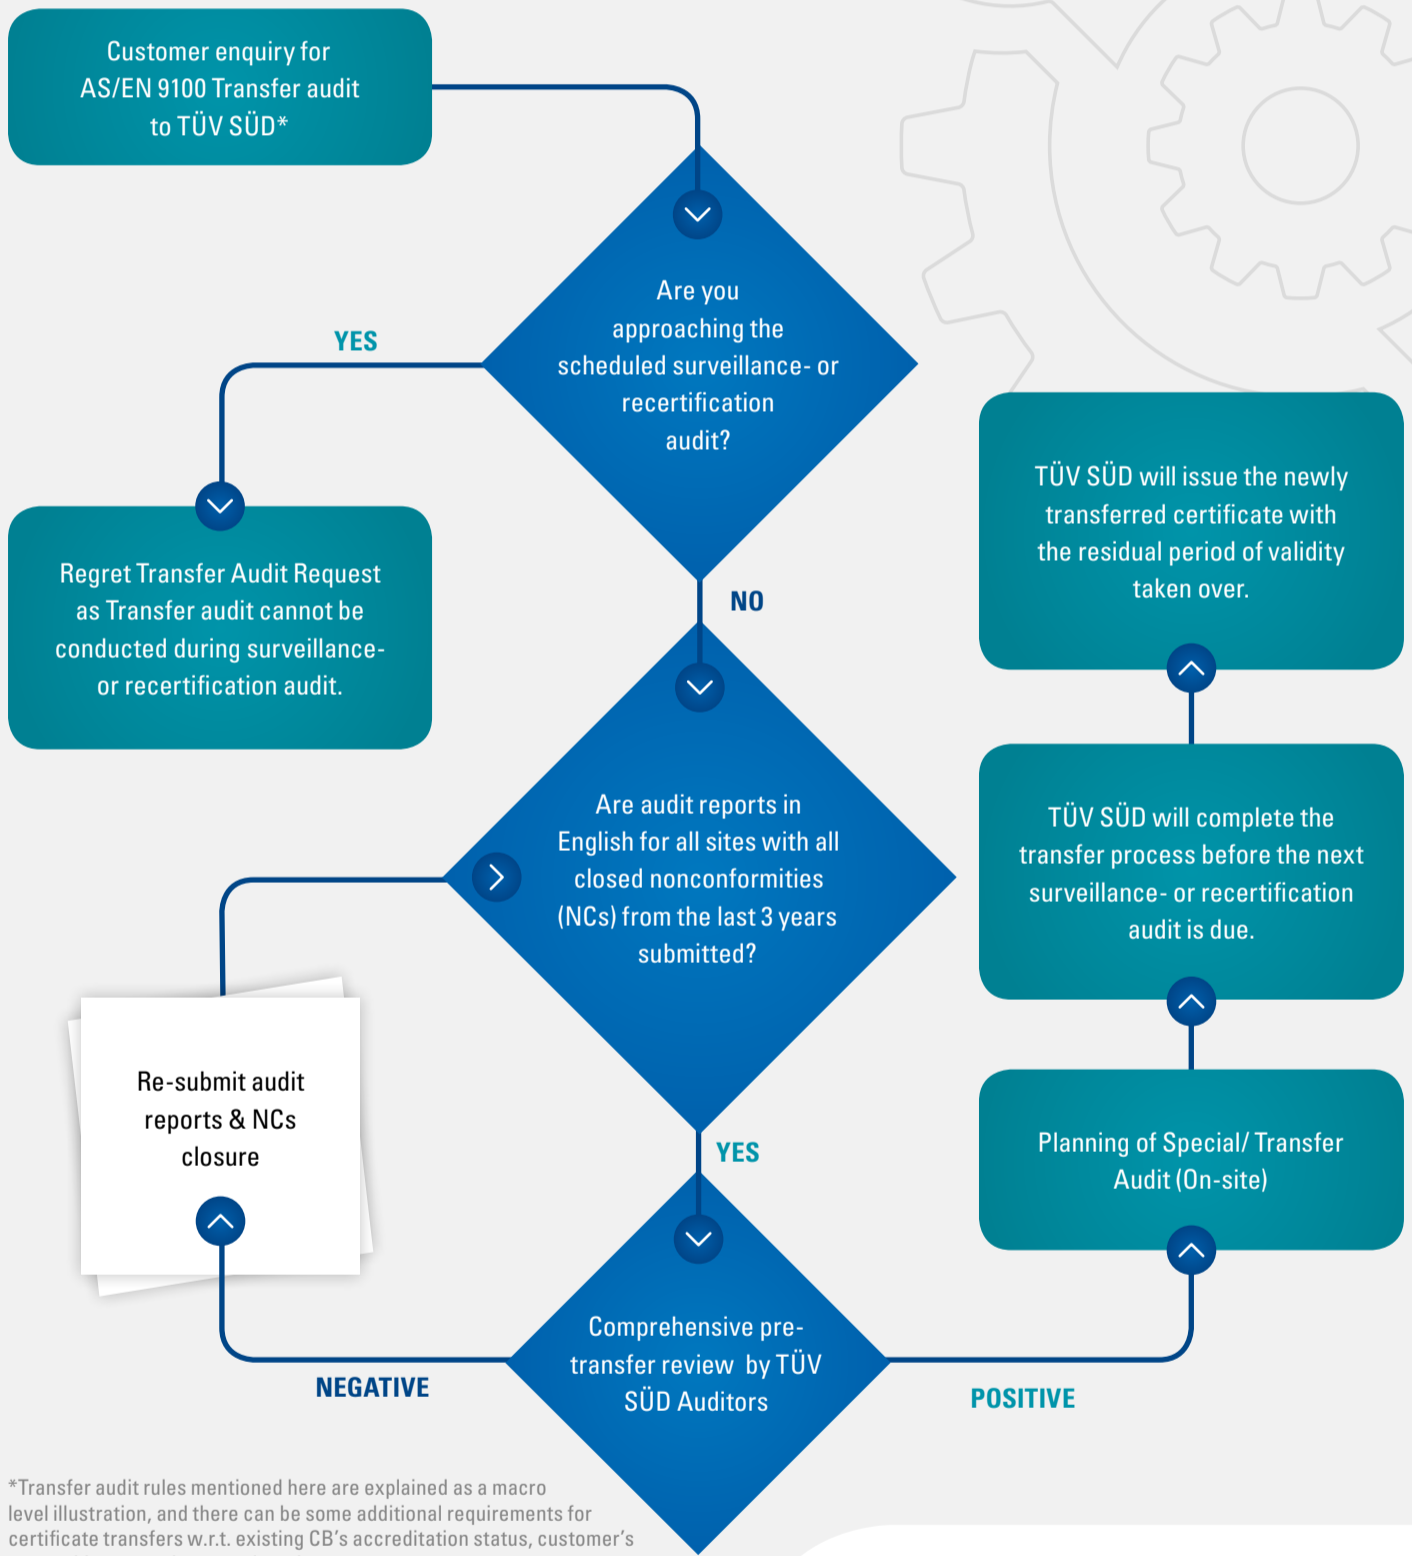 Customer enquiry for
AS/EN 9100 Transfer audit
to TÜV SÜD*
Are you
approaching the
scheduled surveillance- or
recertification
audit?
YES
Regret Transfer Audit Request
as Transfer audit cannot be
conducted during surveillance-
or recertification audit.
NO
Are audit reports in
English for all sites with all
closed nonconformities
(NCs) from the last 3 years
submitted?
Re-submit audit
reports & NCs
closure
YES
Comprehensive pre-
transfer review by TÜV
SÜD Auditors
NEGATIVE
POSITIVE
Planning of Special/ Transfer
Audit (On-site)
TÜV SÜD will complete the
transfer process before the next
surveillance- or recertification
audit is due.
TÜV SÜD will issue the newly
transferred certificate with
the residual period of validity
taken over.
*Transfer audit rules mentioned here are explained as a macro
level illustration, and there can be some additional requirements for
certificate transfers w.r.t. existing CB's accreditation status, customer's